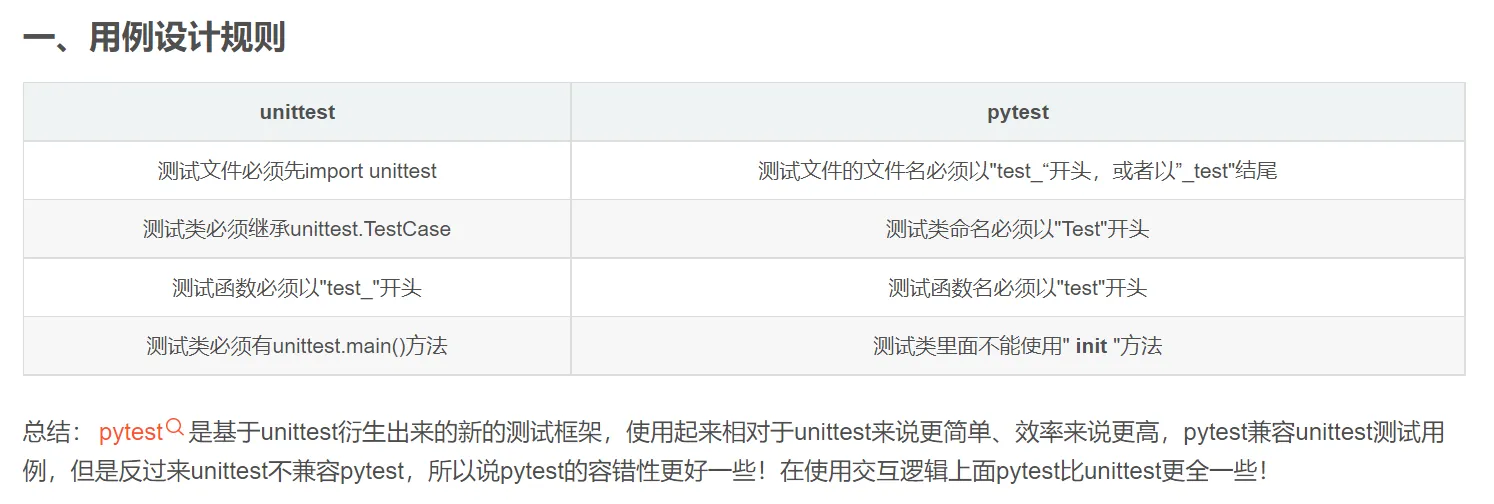 一、用例设计规则
unittest pytest
测试文件必须先import unittest 测试文件的文件名必须以"test_“开头，或者以”_test"结尾
测试类必须继承unittest.TestCase 测试类命名必须以"Test"开头
测试函数必须以"test_"开头 测试函数名必须以"test"开头
测试类必须有unittest.main()方法 测试类里面不能使用" init "方法
总结： pytest是基于unittest衍生出来的新的测试框架，使用起来相对于unittest来说更简单、效率来说更高，pytest兼容unittest测试用
例，但是反过来unittest不兼容pytest，所以说pytest的容错性更好一些！在使用交互逻辑上面pytest比unittest更全一些！